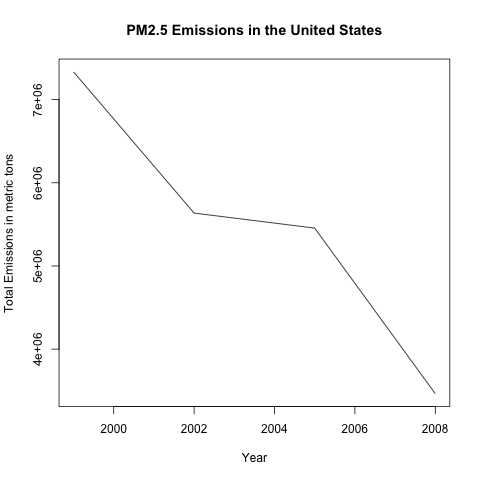 PM2.5 Emissions in the United States
Total Emissions in metric tons
7e+06
6e+06
5e+06
4e+06
2000 2002 2004 2006 2008
Year